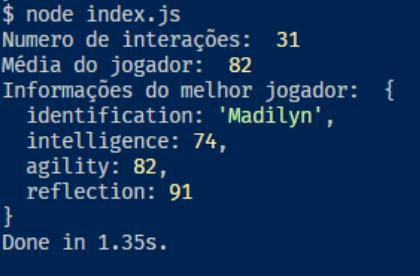 $ node index.js
Numero de interações:  31
Média do jogador:  82
Informações do melhor jogador:  {
  identification: 'Madilyn',
  intelligence: 74,
  agility: 82,
  reflection: 91
}
Done in 1.35s.